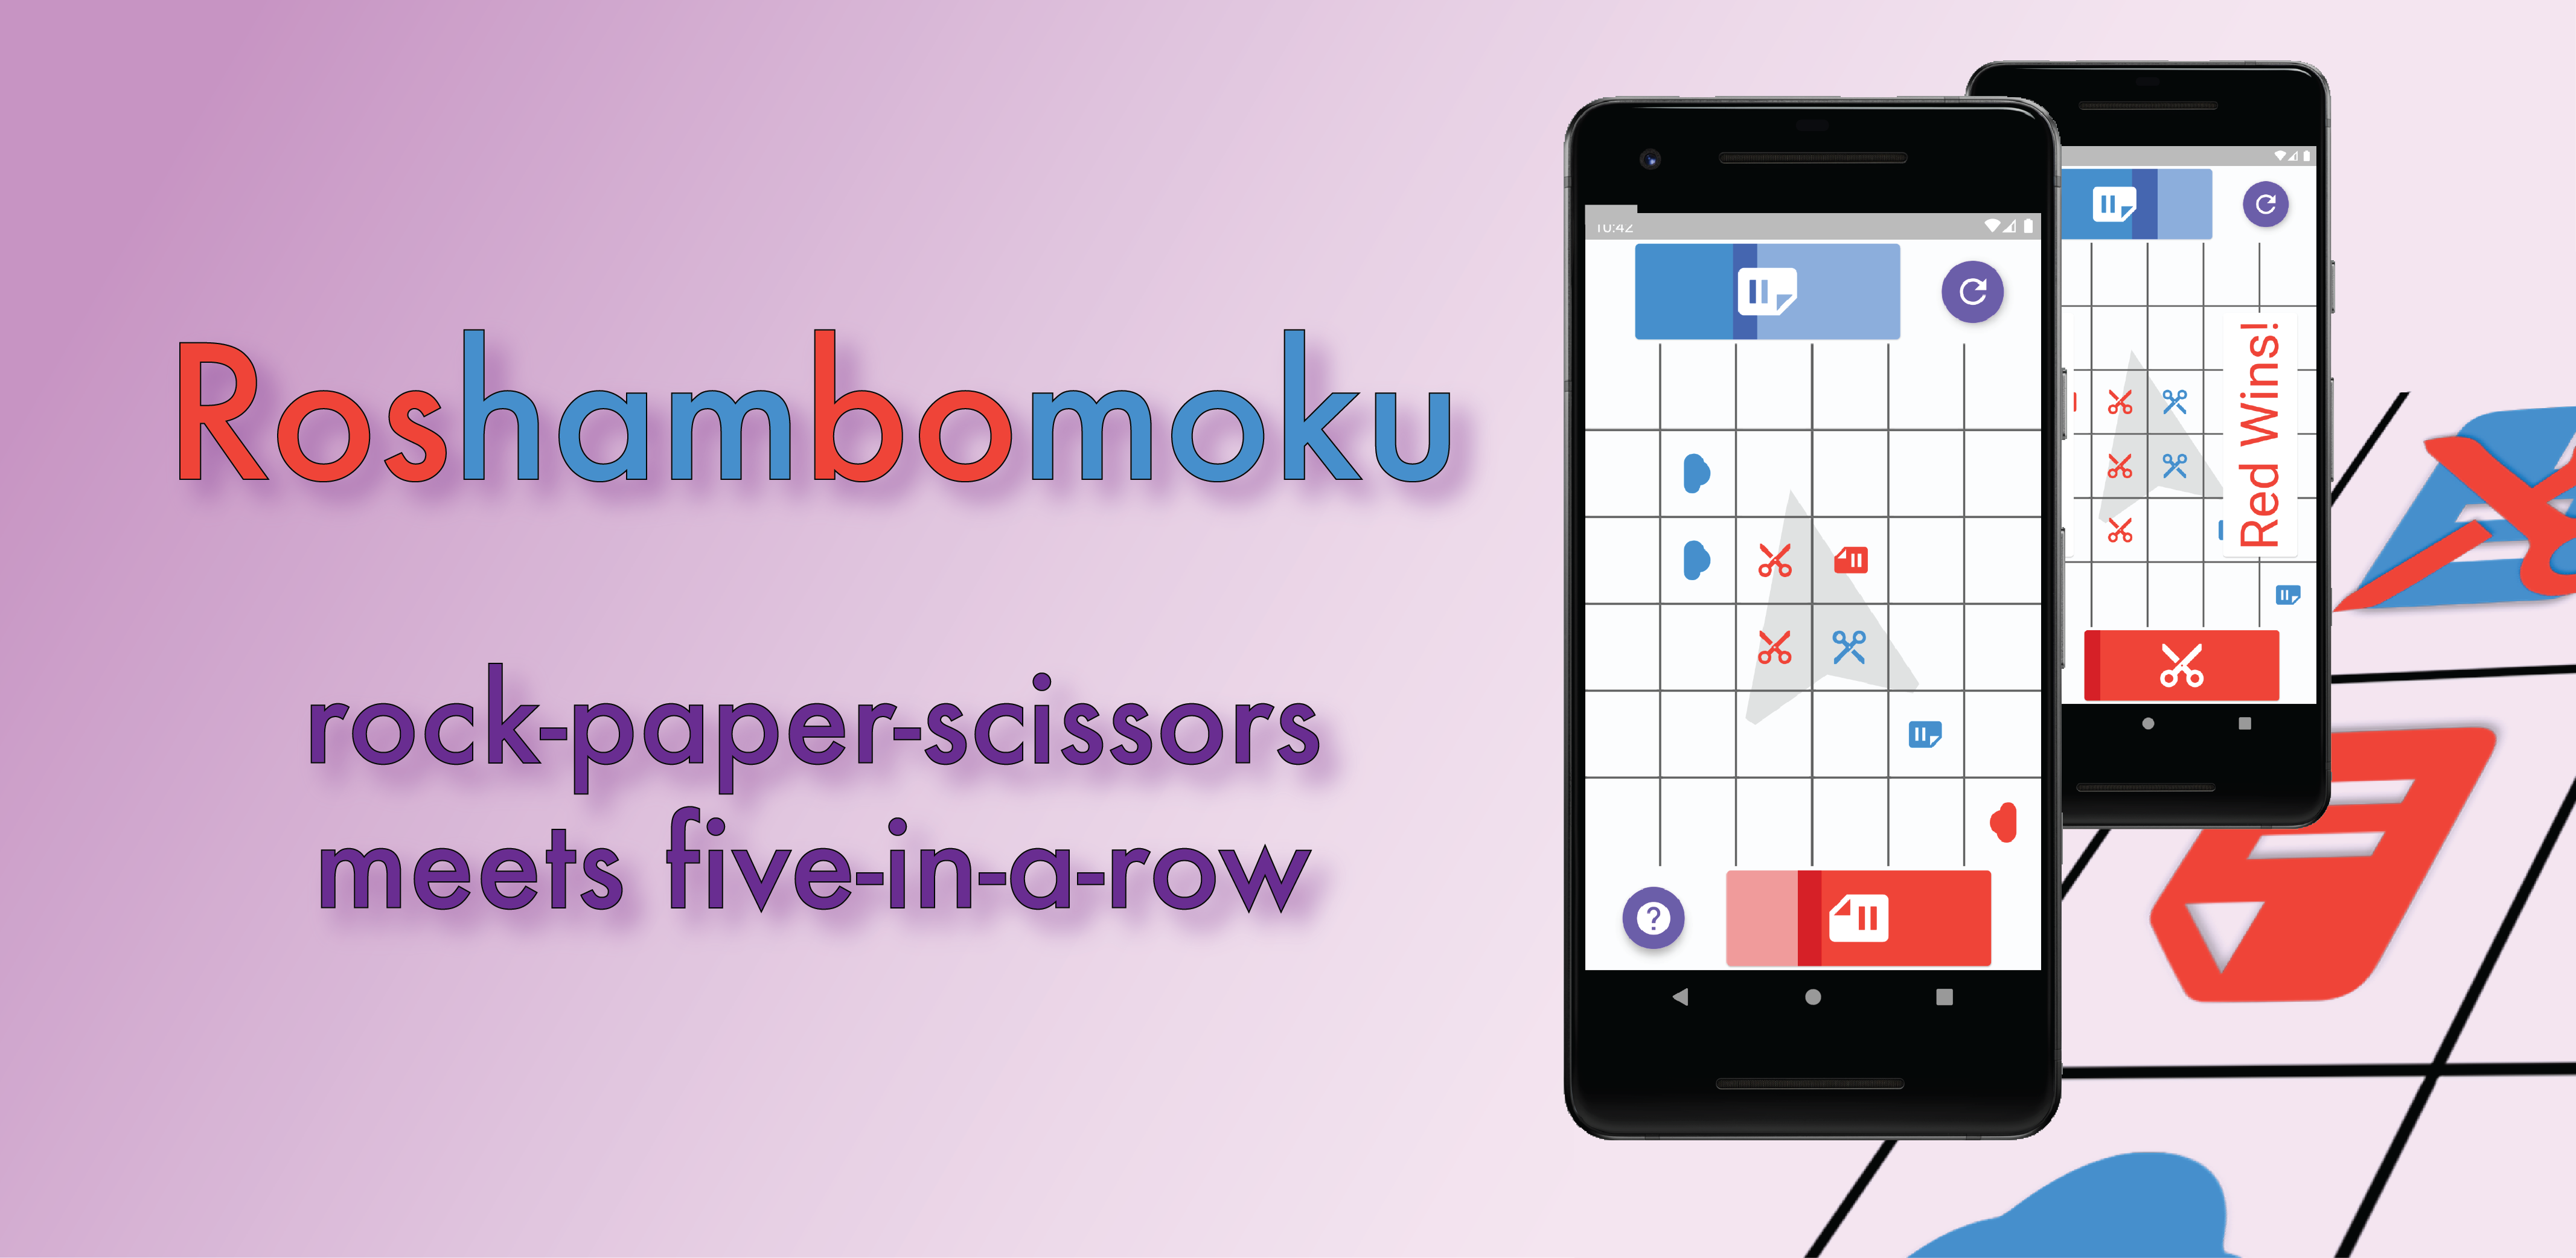 Roshambomoku
rock-paper-scissors
meets five-in-a-row
10:42
Red Wins!
?